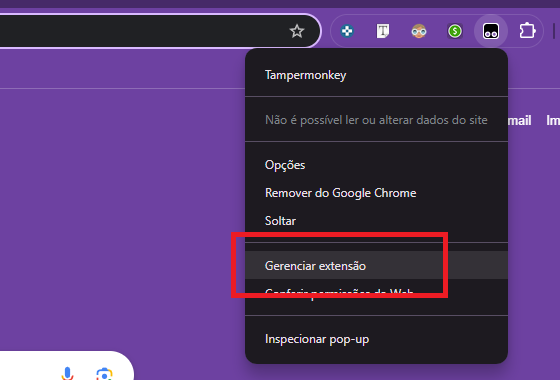 Tampermonkey
Não é possível ler ou alterar dados do site
mail
Im
Opções
Remover do Google Chrome
Soltar
Gerenciar extensão
Conferir permissões da Web
Inspecionar pop-up